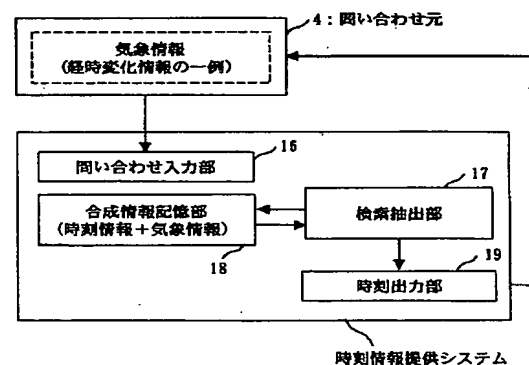 4：問い合わせ元
気象情報
（経時変化情報の一例）
16
問い合わせ入力部
17
合成情報記憶部
（時刻情報＋気象情報）
検索抽出部
18
19
時刻出力部
時刻情報提供システム